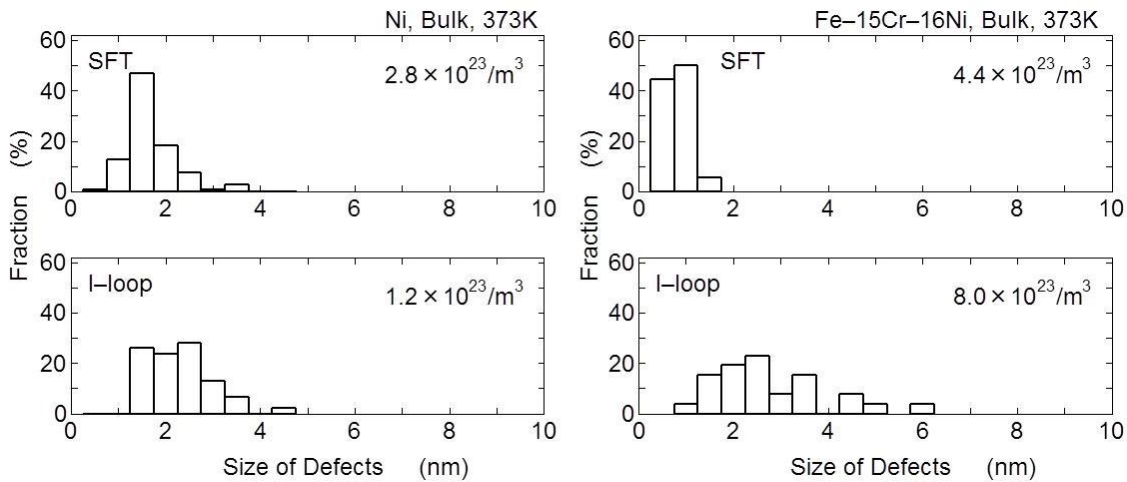 Ni, Bulk, 373K
60
40
20
0
Fraction (%)
SFT
2.8 × 10²³/m³
0 2 4 6 8 10
60
40
20
0
I–loop
1.2 × 10²³/m³
0 2 4 6 8 10
Size of Defects (nm)
Fe–15Cr–16Ni, Bulk, 373K
60
40
20
0
Fraction (%)
SFT
4.4 × 10²³/m³
0 2 4 6 8 10
60
40
20
0
I–loop
8.0 × 10²³/m³
0 2 4 6 8 10
Size of Defects (nm)